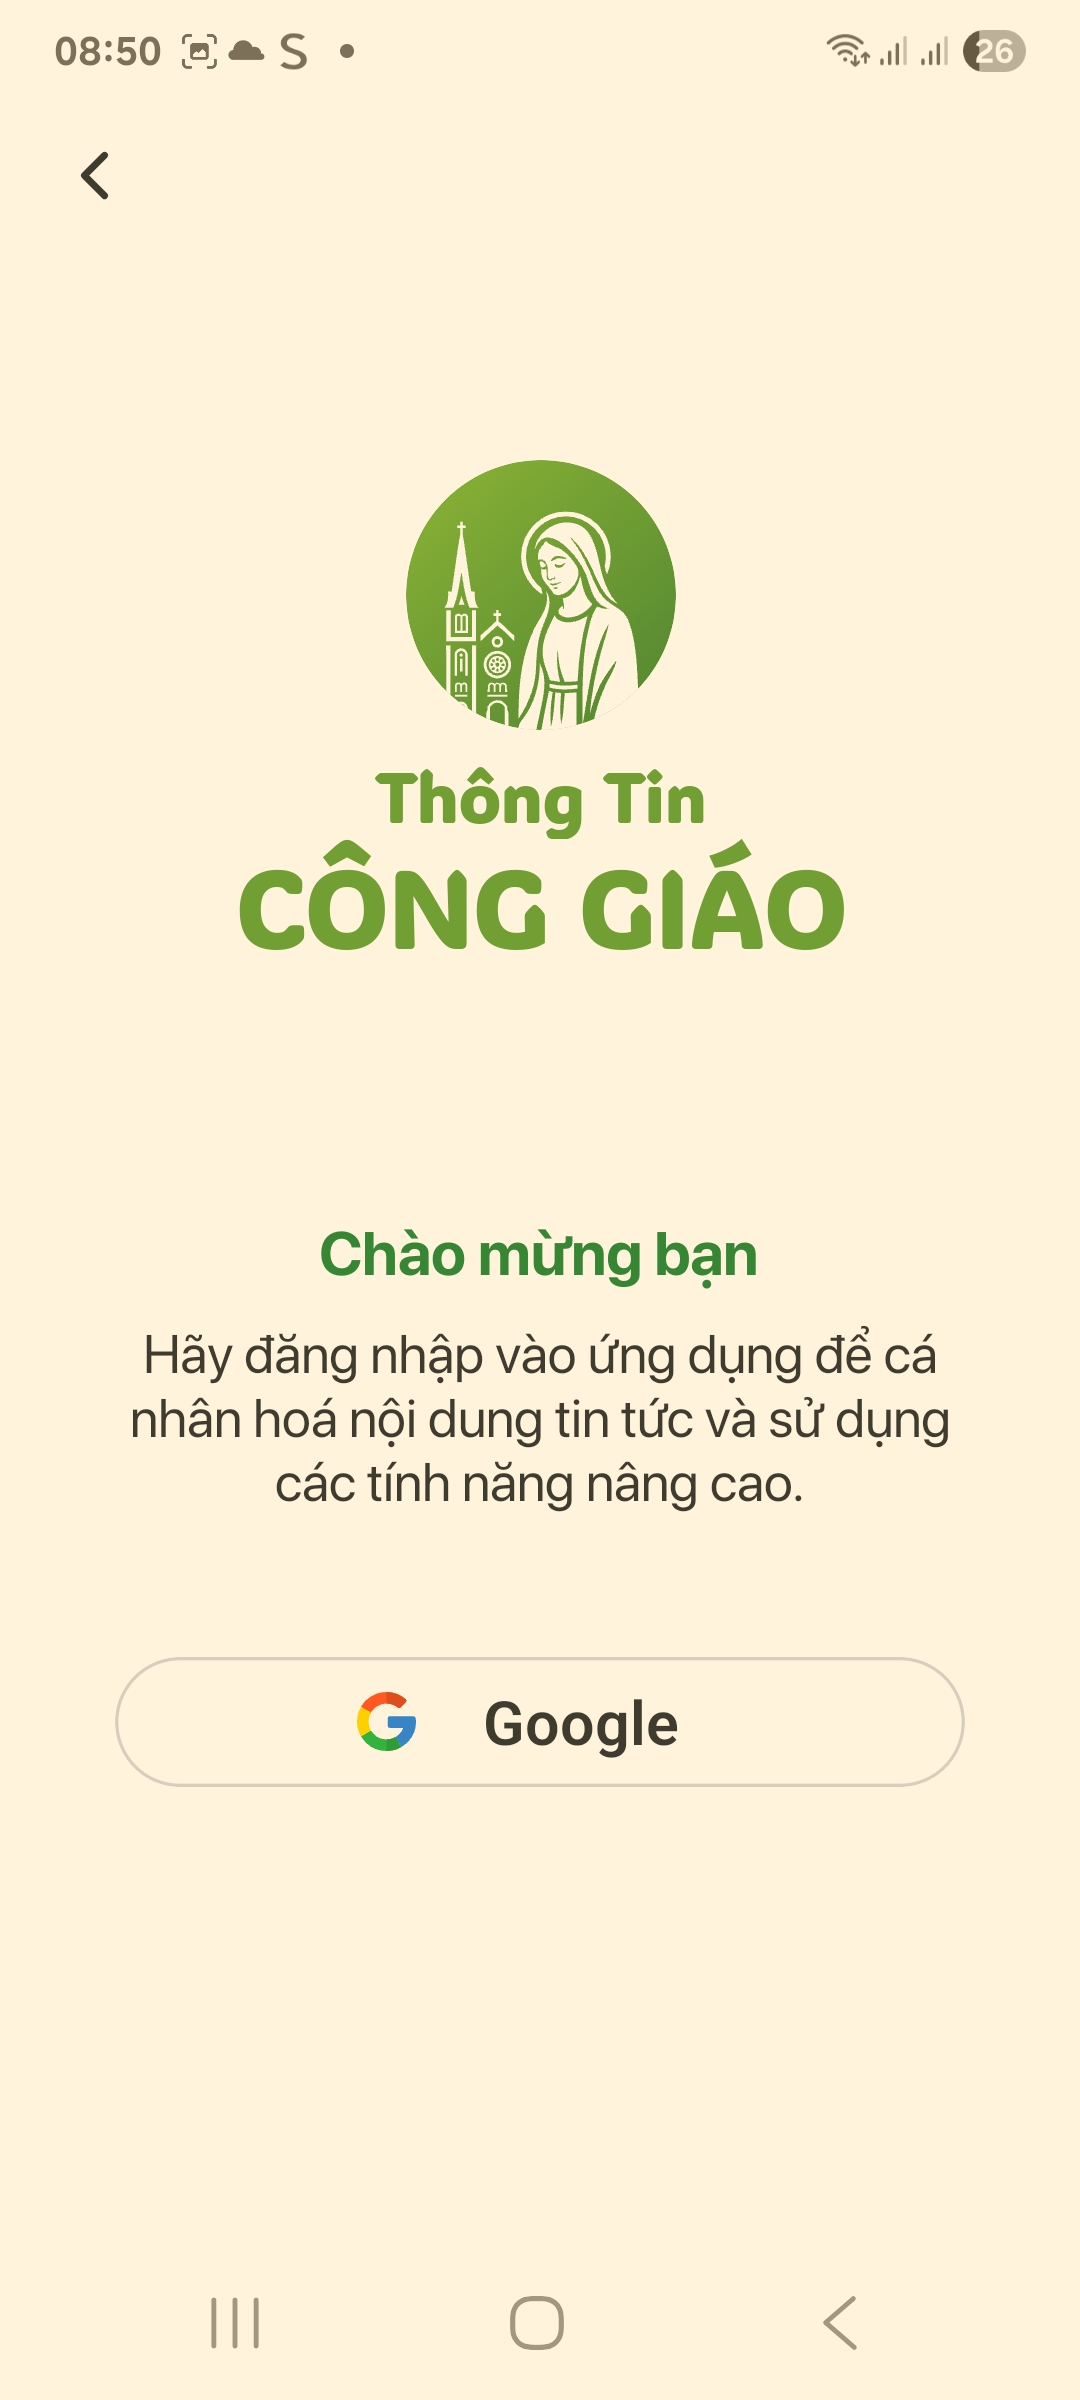 08:50
26
Thông Tin
CÔNG GIÁO
Chào mừng bạn
Hãy đăng nhập vào ứng dụng để cá
nhân hoá nội dung tin tức và sử dụng
các tính năng nâng cao.
Google